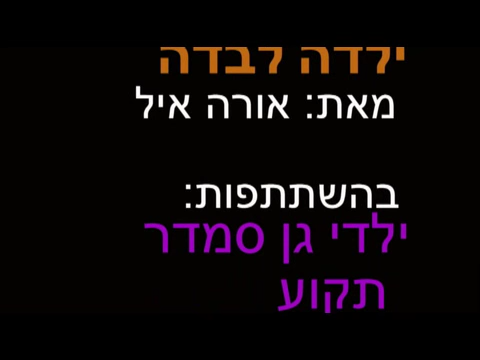 ילדה לבדה
מאת: אורה איל
בהשתתפות:
ילדי גן סמדר
תקוע